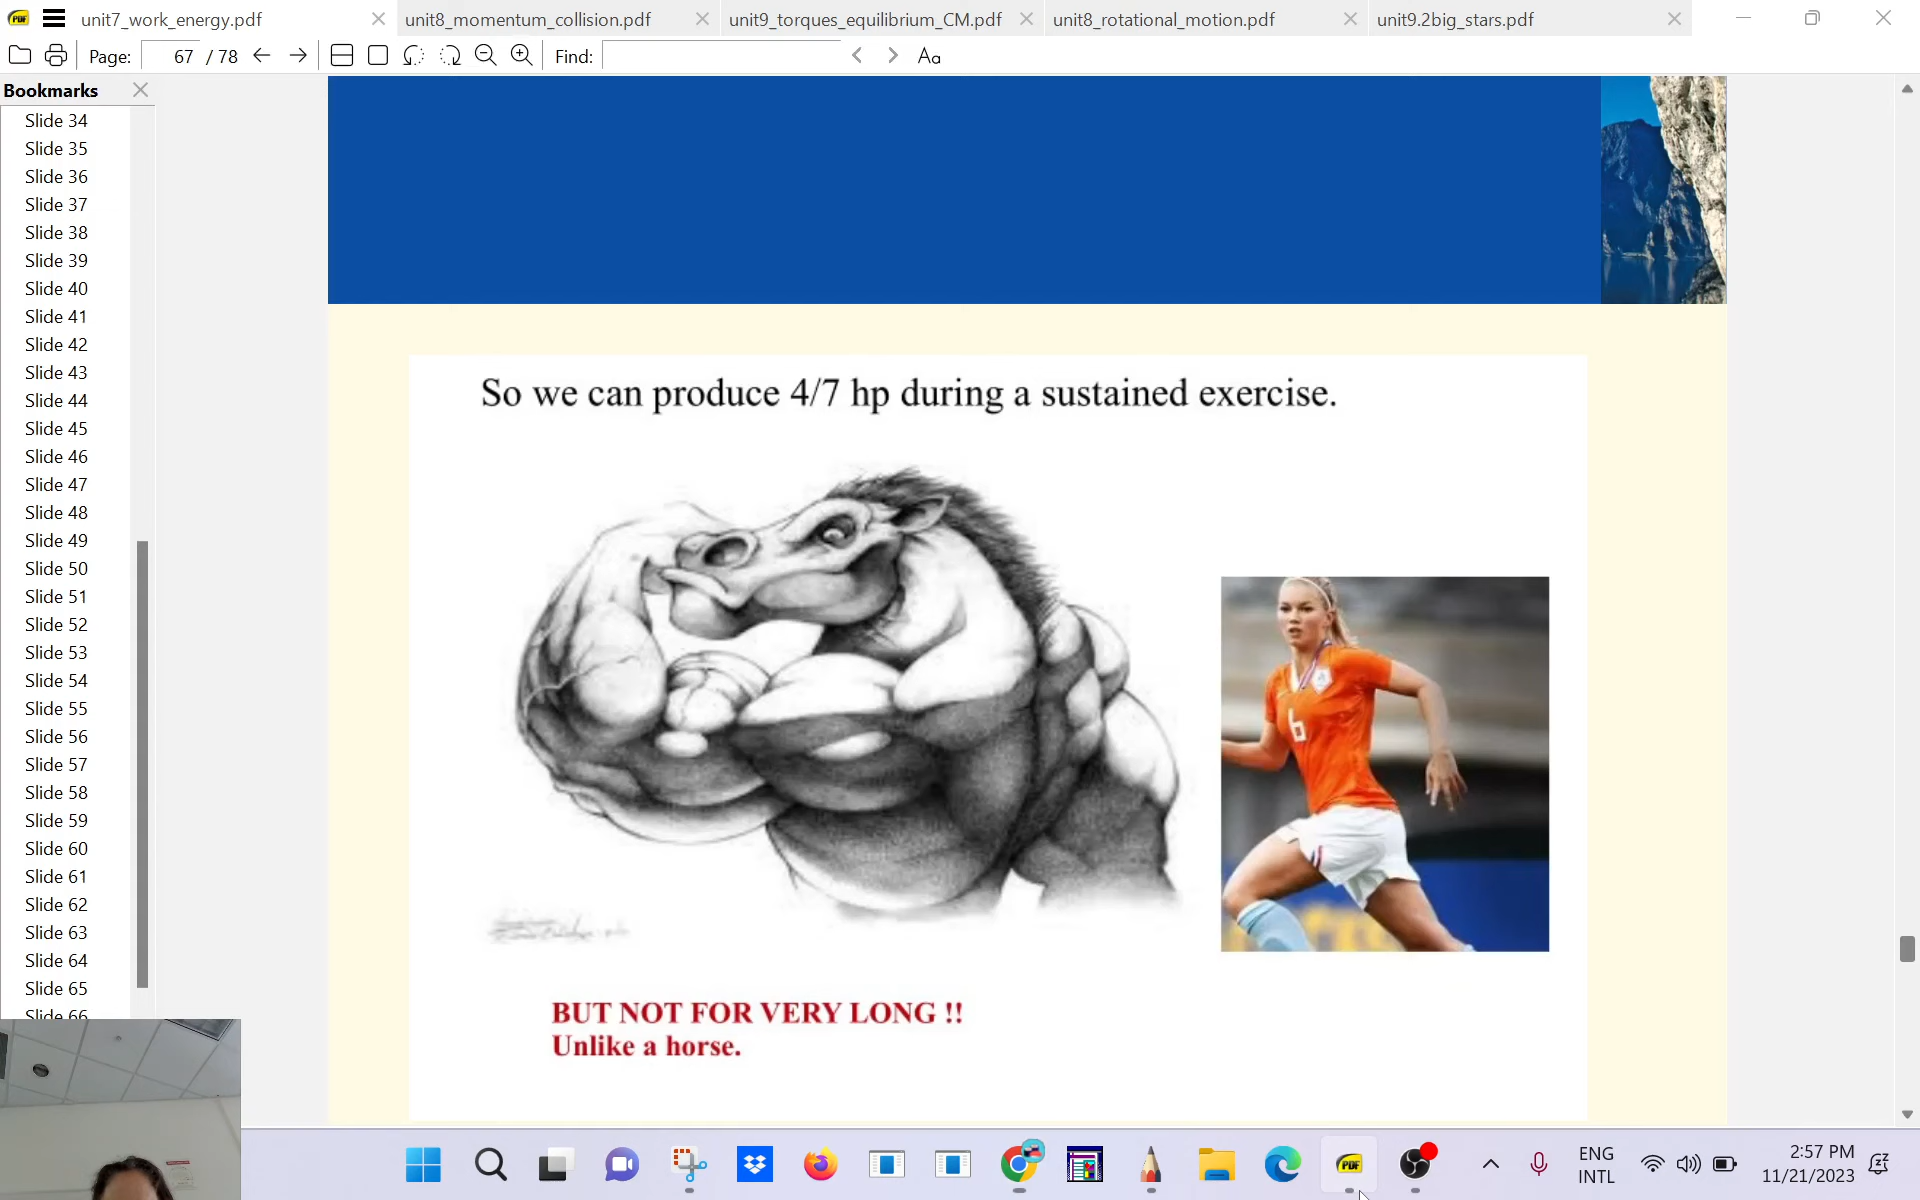 unit7_work_energy.pdf
unit8_momentum_collision.pdf
unit9_torques_equilibrium_CM.pdf
unit8_rotational_motion.pdf
unit9.2big_stars.pdf
Page: 67 / 78
Find:
Aa
Bookmarks
Slide 34
Slide 35
Slide 36
Slide 37
Slide 38
Slide 39
Slide 40
Slide 41
Slide 42
Slide 43
Slide 44
Slide 45
Slide 46
Slide 47
Slide 48
Slide 49
Slide 50
Slide 51
Slide 52
Slide 53
Slide 54
Slide 55
Slide 56
Slide 57
Slide 58
Slide 59
Slide 60
Slide 61
Slide 62
Slide 63
Slide 64
Slide 65
Slide 66
So we can produce 4/7 hp during a sustained exercise.
6
BUT NOT FOR VERY LONG !!
Unlike a horse.
PDF
ENG
INTL
2:57 PM
11/21/2023